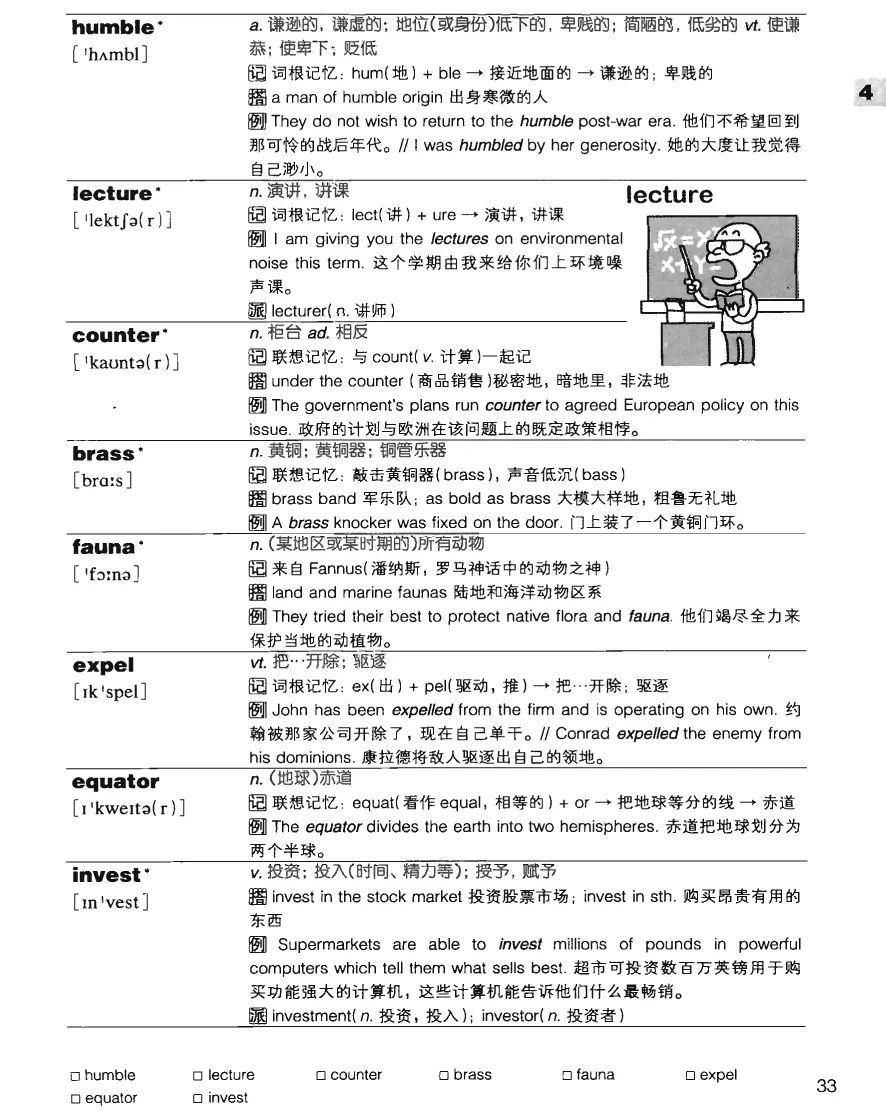 humble*
[ˈhʌmbl]
a. 谦逊的, 谦虚的; 地位(或身份)低下的, 卑贱的; 简陋的, 低劣的 vt. 使谦
恭; 使卑下; 贬低
记 词根记忆: hum(地) + ble → 接近地面的 → 谦逊的; 卑贱的
搭 a man of humble origin 出身寒微的人
例 They do not wish to return to the humble post-war era. 他们不希望回到
那可怜的战后年代。// I was humbled by her generosity. 她的大度让我觉得
自己渺小。
4
lecture*
[ˈlektʃə(r)]
n. 演讲, 讲课
记 词根记忆: lect(讲) + ure → 演讲, 讲课
例 I am giving you the lectures on environmental
noise this term. 这个学期由我来给你们上环境噪
声课。
派 lecturer(n. 讲师)
lecture
√x = X
X+Y=
counter*
[ˈkaʊntə(r)]
n. 柜台 ad. 相反
记 联想记忆: 与 count(v. 计算)一起记
搭 under the counter (商品销售)秘密地, 暗地里, 非法地
例 The government's plans run counter to agreed European policy on this
issue. 政府的计划与欧洲在该问题上的既定政策相悖。
brass*
[brɑːs]
n. 黄铜; 黄铜器; 铜管乐器
记 联想记忆: 敲击黄铜器(brass), 声音低沉(bass)
搭 brass band 军乐队; as bold as brass 大模大样地, 粗鲁无礼地
例 A brass knocker was fixed on the door. 门上装了一个黄铜门环。
fauna*
[ˈfɔːnə]
n. (某地区或某时期的)所有动物
记 来自 Fannus(潘纳斯, 罗马神话中的动物之神)
搭 land and marine faunas 陆地和海洋动物区系
例 They tried their best to protect native flora and fauna. 他们竭尽全力来
保护当地的动植物。
expel
[ɪkˈspel]
vt. 把…开除; 驱逐
记 词根记忆: ex(出) + pel(驱动, 推) → 把…开除; 驱逐
例 John has been expelled from the firm and is operating on his own. 约
翰被那家公司开除了, 现在自己单干。// Conrad expelled the enemy from
his dominions. 康拉德将敌人驱逐出自己的领地。
equator
[ɪˈkweɪtə(r)]
n. (地球)赤道
记 联想记忆: equat(看作 equal, 相等的) + or → 把地球等分的线 → 赤道
例 The equator divides the earth into two hemispheres. 赤道把地球划分为
两个半球。
invest*
[ɪnˈvest]
v. 投资; 投入(时间、精力等); 授予, 赋予
搭 invest in the stock market 投资股票市场; invest in sth. 购买昂贵有用的
东西
例 Supermarkets are able to invest millions of pounds in powerful
computers which tell them what sells best. 超市可投资数百万英镑用于购
买功能强大的计算机, 这些计算机能告诉他们什么最畅销。
派 investment(n. 投资, 投入); investor(n. 投资者)
□ humble □ lecture □ counter □ brass □ fauna □ expel
□ equator □ invest
33